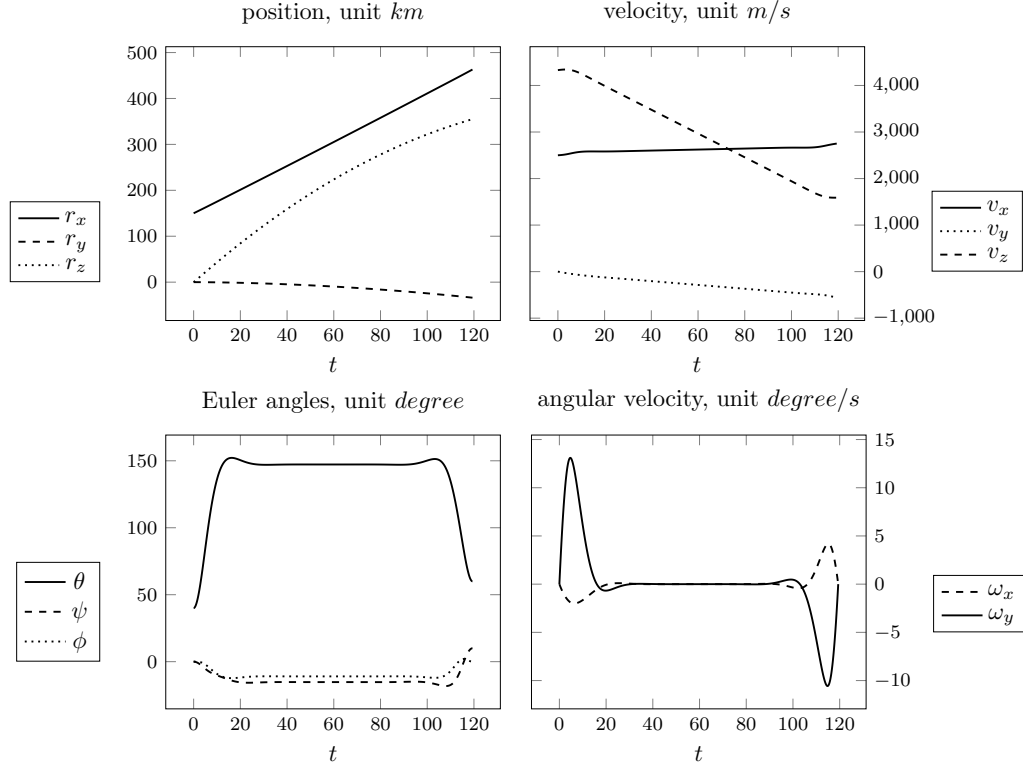 position, unit km
500
400
300
200
100
0
0 20 40 60 80 100 120
t
r_x
r_y
r_z
velocity, unit m/s
4,000
3,000
2,000
1,000
0
−1,000
0 20 40 60 80 100 120
t
v_x
v_y
v_z
Euler angles, unit degree
150
100
50
0
0 20 40 60 80 100 120
t
θ
ψ
ϕ
angular velocity, unit degree/s
15
10
5
0
−5
−10
0 20 40 60 80 100 120
t
ω_x
ω_y